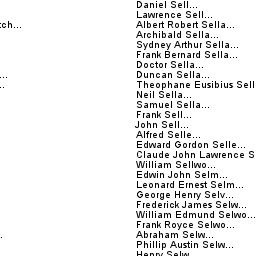 Daniel Sell...
Lawrence Sell...
tch...
Albert Robert Sella...
Archibald Sella...
Sydney Arthur Sella...
Frank Bernard Sella...
Doctor Sella...
...
Duncan Sella...
..
Theophane Eusibius Sell
Neil Sella...
Samuel Sella...
Frank Sell...
John Sell...
Alfred Selle...
Edward Gordon Selle...
Claude John Lawrence S
William Sellwo...
Edwin John Selm...
Leonard Ernest Selm...
George Henry Selv...
Frederick James Selw...
William Edmund Selwo...
Frank Royce Selwo...
..
Abraham Selw...
Phillip Austin Selw...
Henry Selw